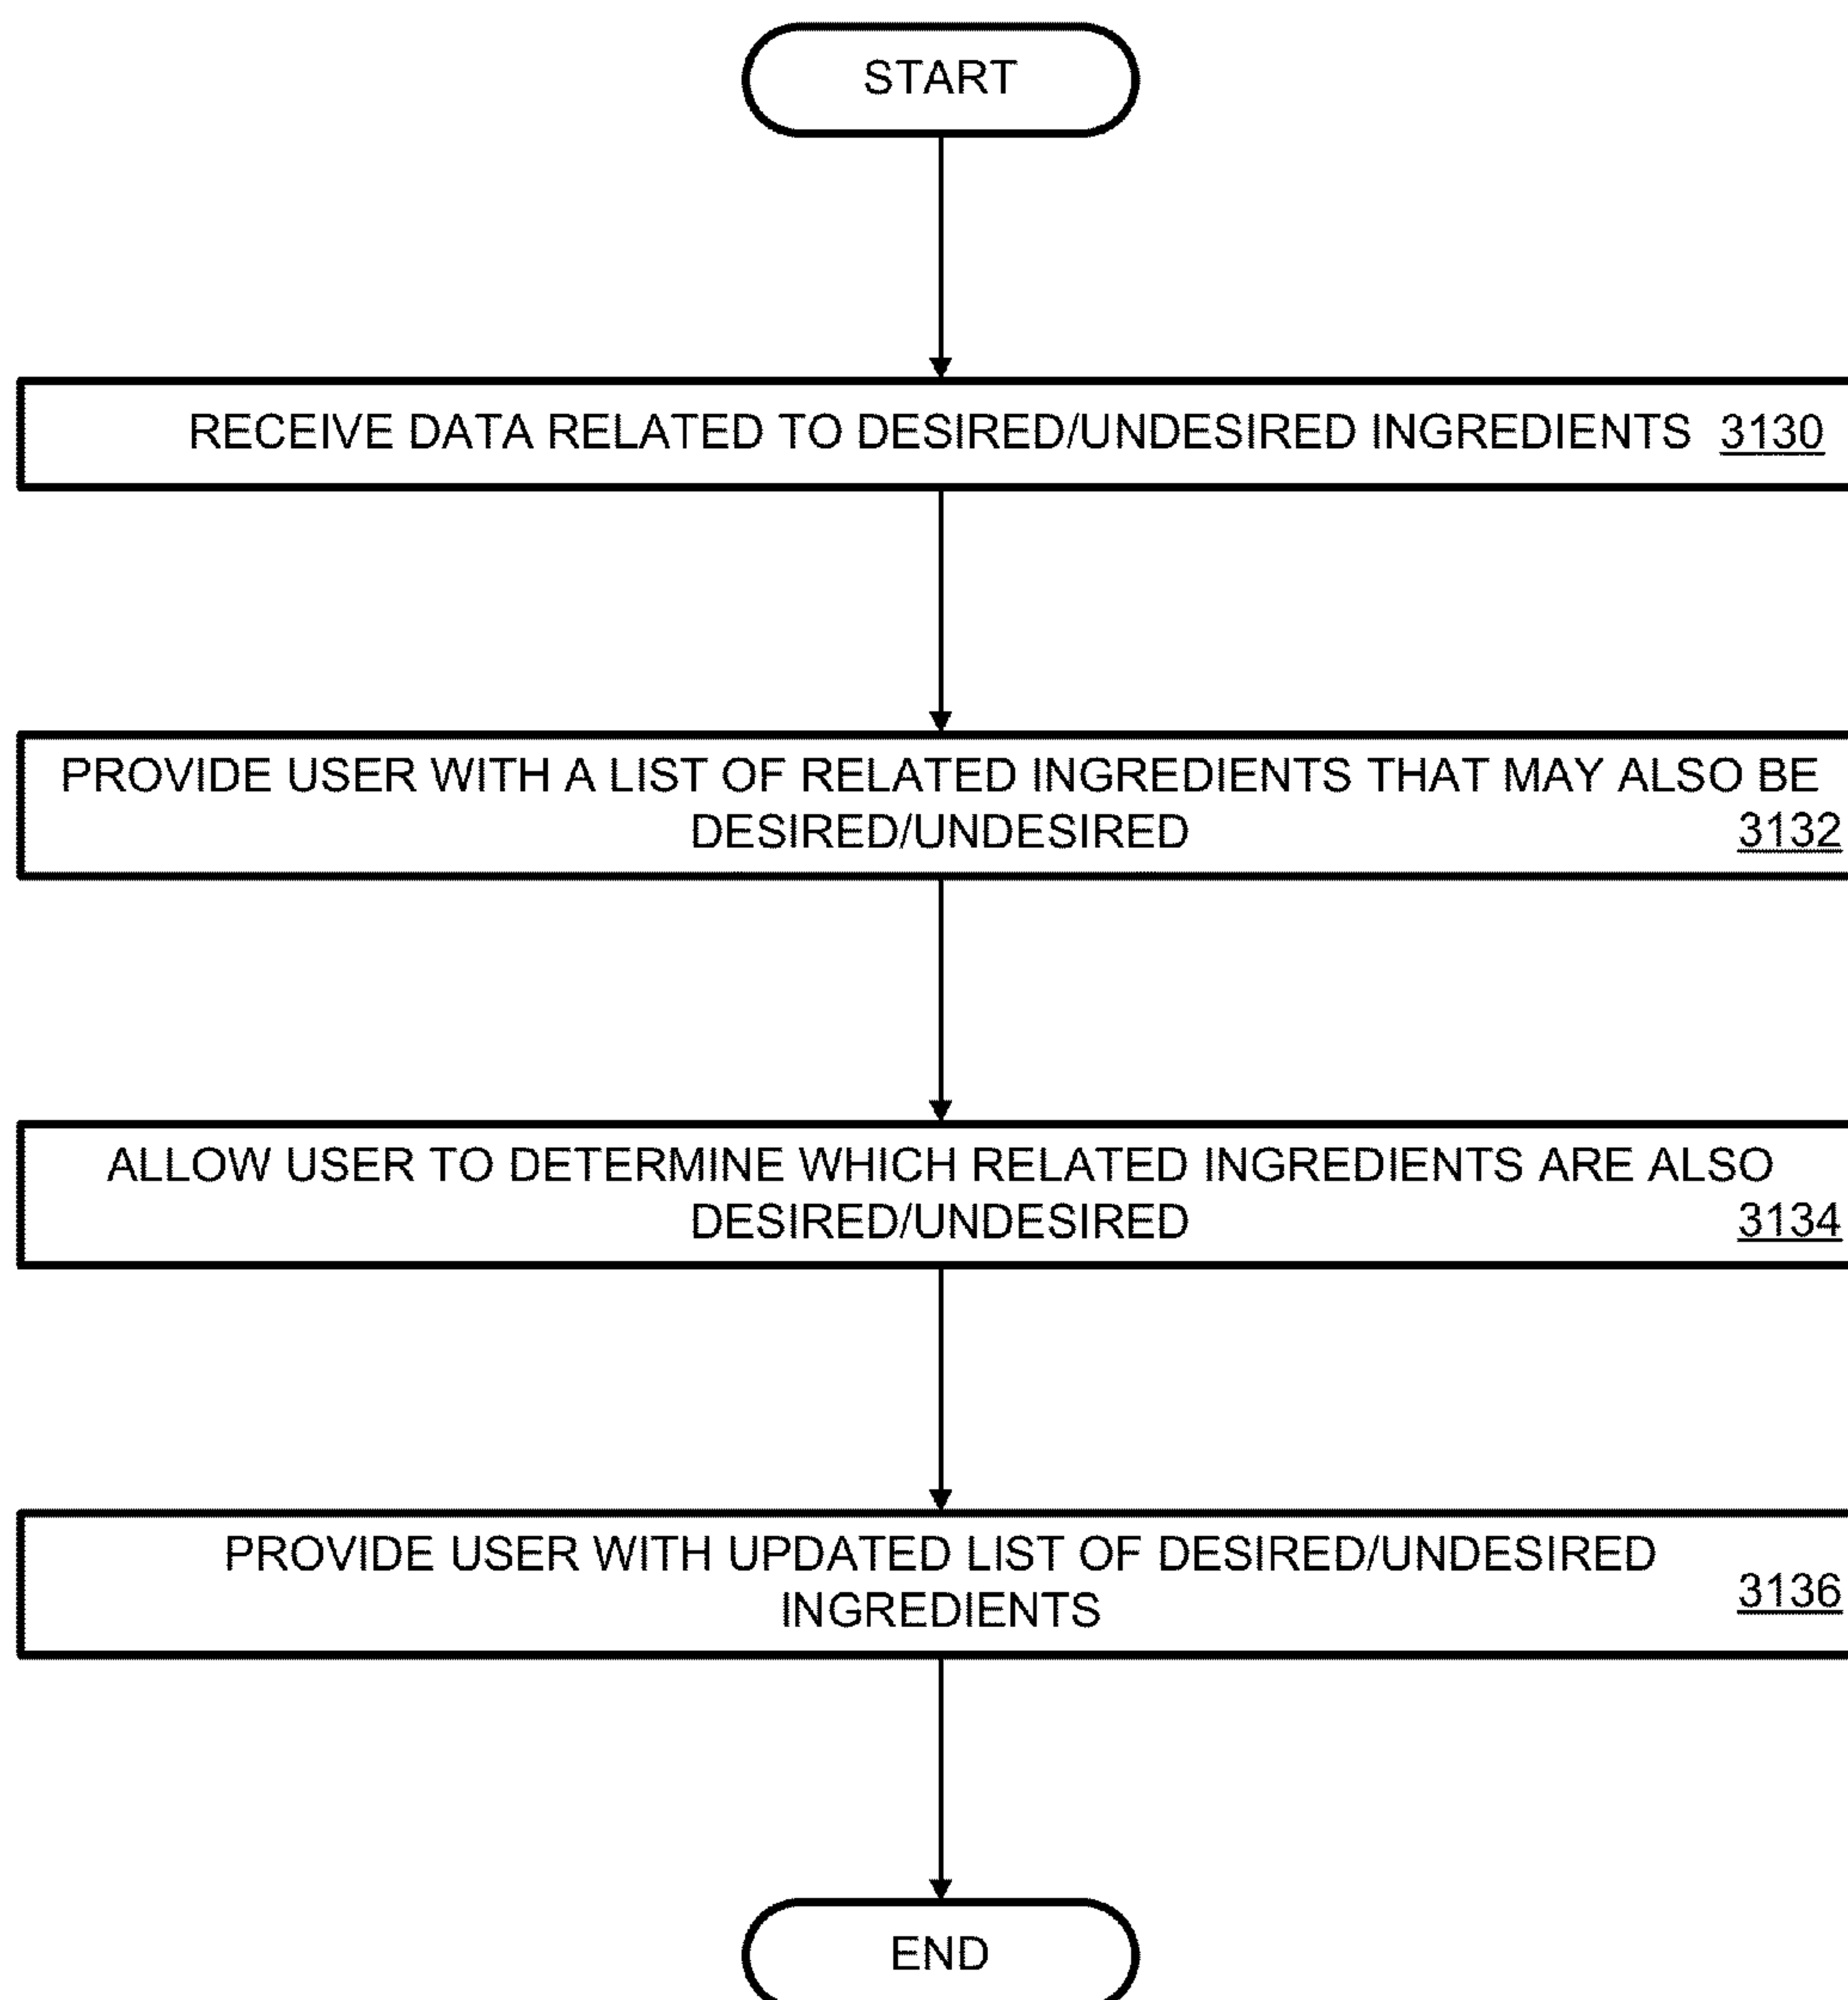 START
RECEIVE DATA RELATED TO DESIRED/UNDESIRED INGREDIENTS 3130
PROVIDE USER WITH A LIST OF RELATED INGREDIENTS THAT MAY ALSO BE
DESIRED/UNDESIRED 3132
ALLOW USER TO DETERMINE WHICH RELATED INGREDIENTS ARE ALSO
DESIRED/UNDESIRED 3134
PROVIDE USER WITH UPDATED LIST OF DESIRED/UNDESIRED
INGREDIENTS 3136
END